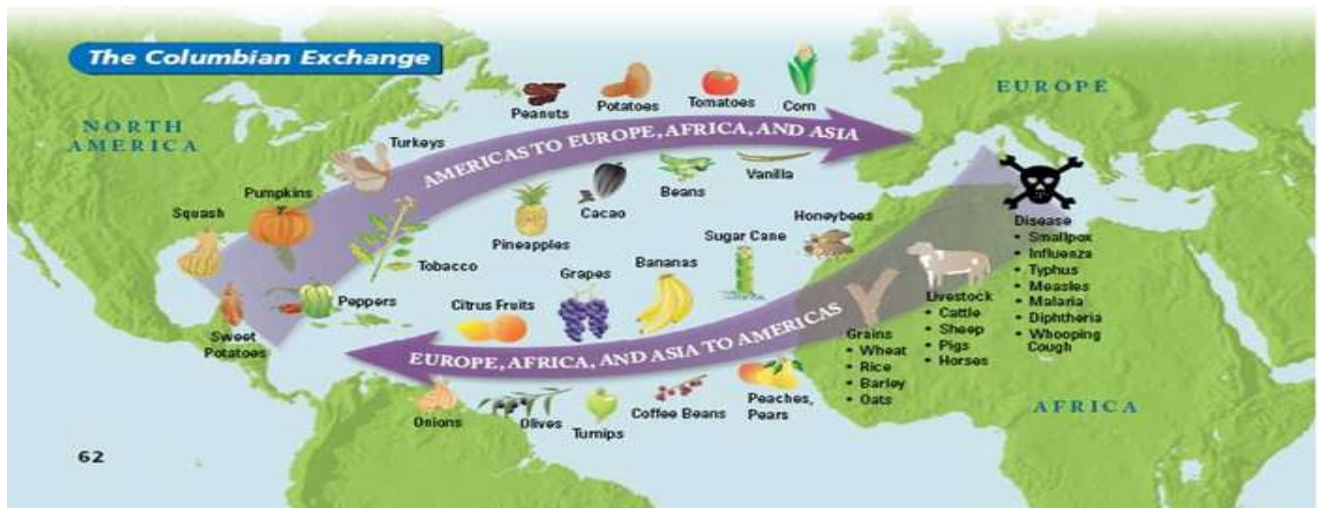 The Columbian Exchange
NORTH
AMERICA
EUROPE
Peanuts
Potatoes
Tomatoes
Corn
Turkeys
AMERICAS TO EUROPE, AFRICA, AND ASIA
Pumpkins
Squash
Cacao
Beans
Vanilla
Pineapples
Tobacco
Honeybees
Sugar Cane
Bananas
Grapes
Citrus Fruits
Peppers
Sweet
Potatoes
Disease
• Smallpox
• Influenza
• Typhus
• Measles
• Malaria
• Diphtheria
• Whooping
Cough
Livestock
• Cattle
• Sheep
• Pigs
• Horses
Grains
• Wheat
• Rice
• Barley
• Oats
EUROPE, AFRICA, AND ASIA TO AMERICAS
Onions
Olives
Turnips
Coffee Beans
Peaches,
Pears
AFRICA
62